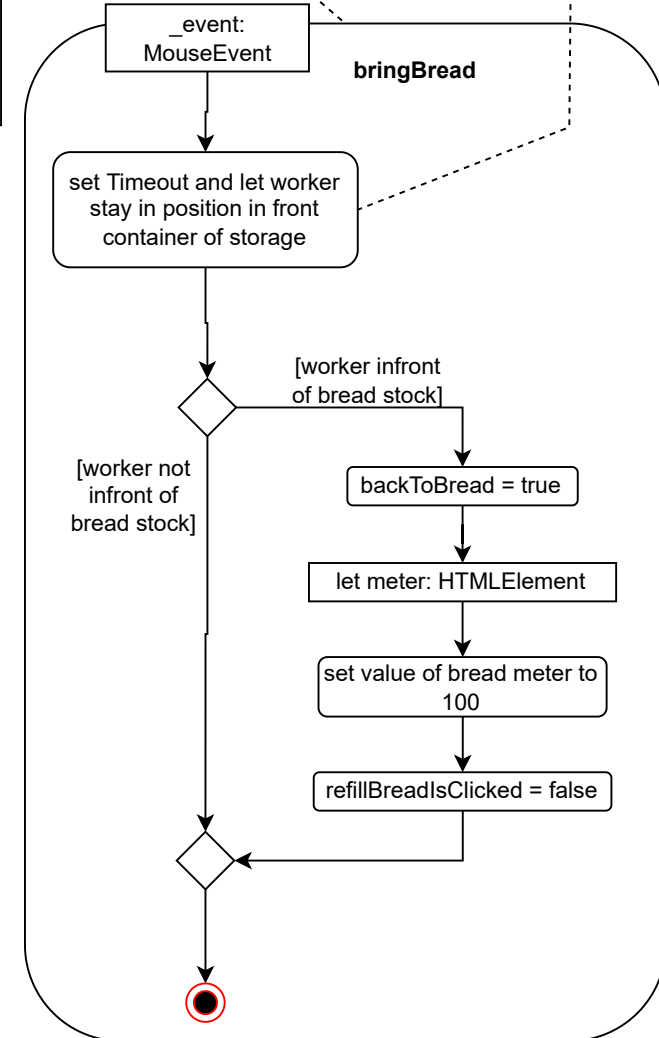 _event:
MouseEvent
bringBread
set Timeout and let worker
stay in position in front
container of storage
[worker infront
of bread stock]
[worker not
infront of
bread stock]
backToBread = true
let meter: HTMLElement
set value of bread meter to
100
refillBreadIsClicked = false